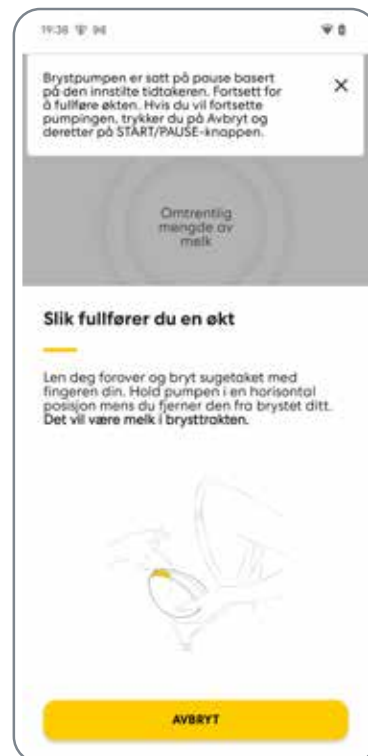 19:38
Brystpumpen er satt på pause basert
på den innstilte tidtakeren. Fortsett for
å fullføre økten. Hvis du vil fortsette
pumpingen, trykker du på Avbryt og
deretter på START/PAUSE-knappen.
Omtrentlig
mengde av
melk
Slik fullfører du en økt
Len deg forover og bryt sugetaket med
fingeren din. Hold pumpen i en horisontal
posisjon mens du fjerner den fra brystet ditt.
Det vil være melk i brysttrakten.
AVBRYT